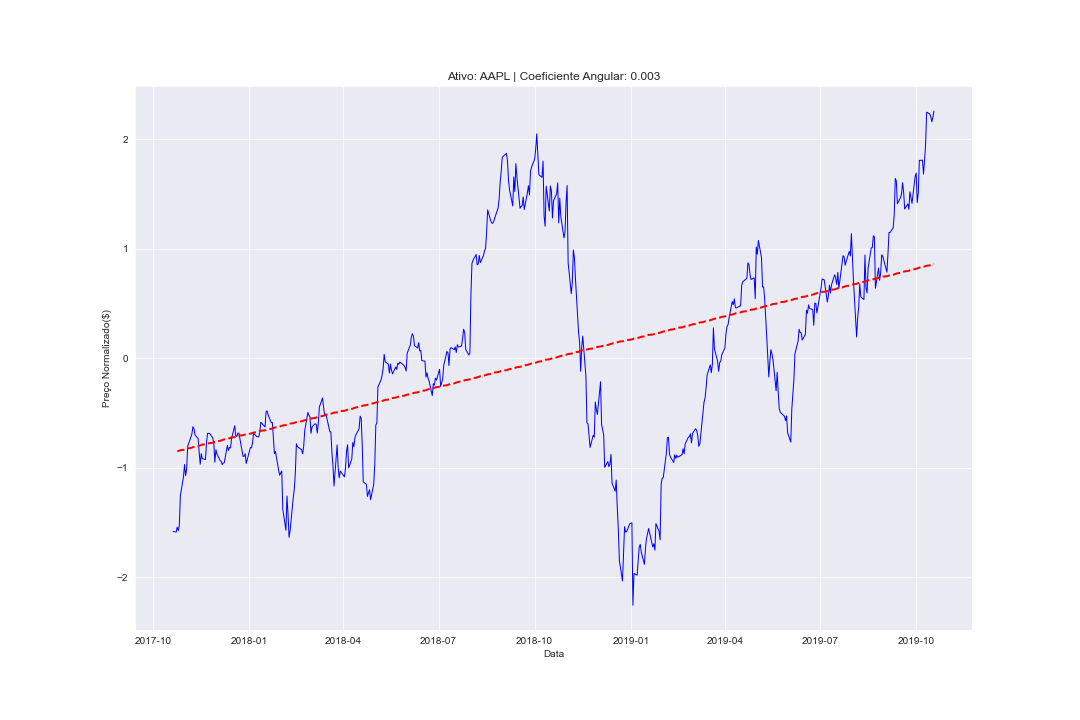 Ativo: AAPL | Coeficiente Angular: 0.003
Preço Normalizado($)
2
1
0
−1
−2
2017-10 2018-01 2018-04 2018-07 2018-10 2019-01 2019-04 2019-07 2019-10
Data